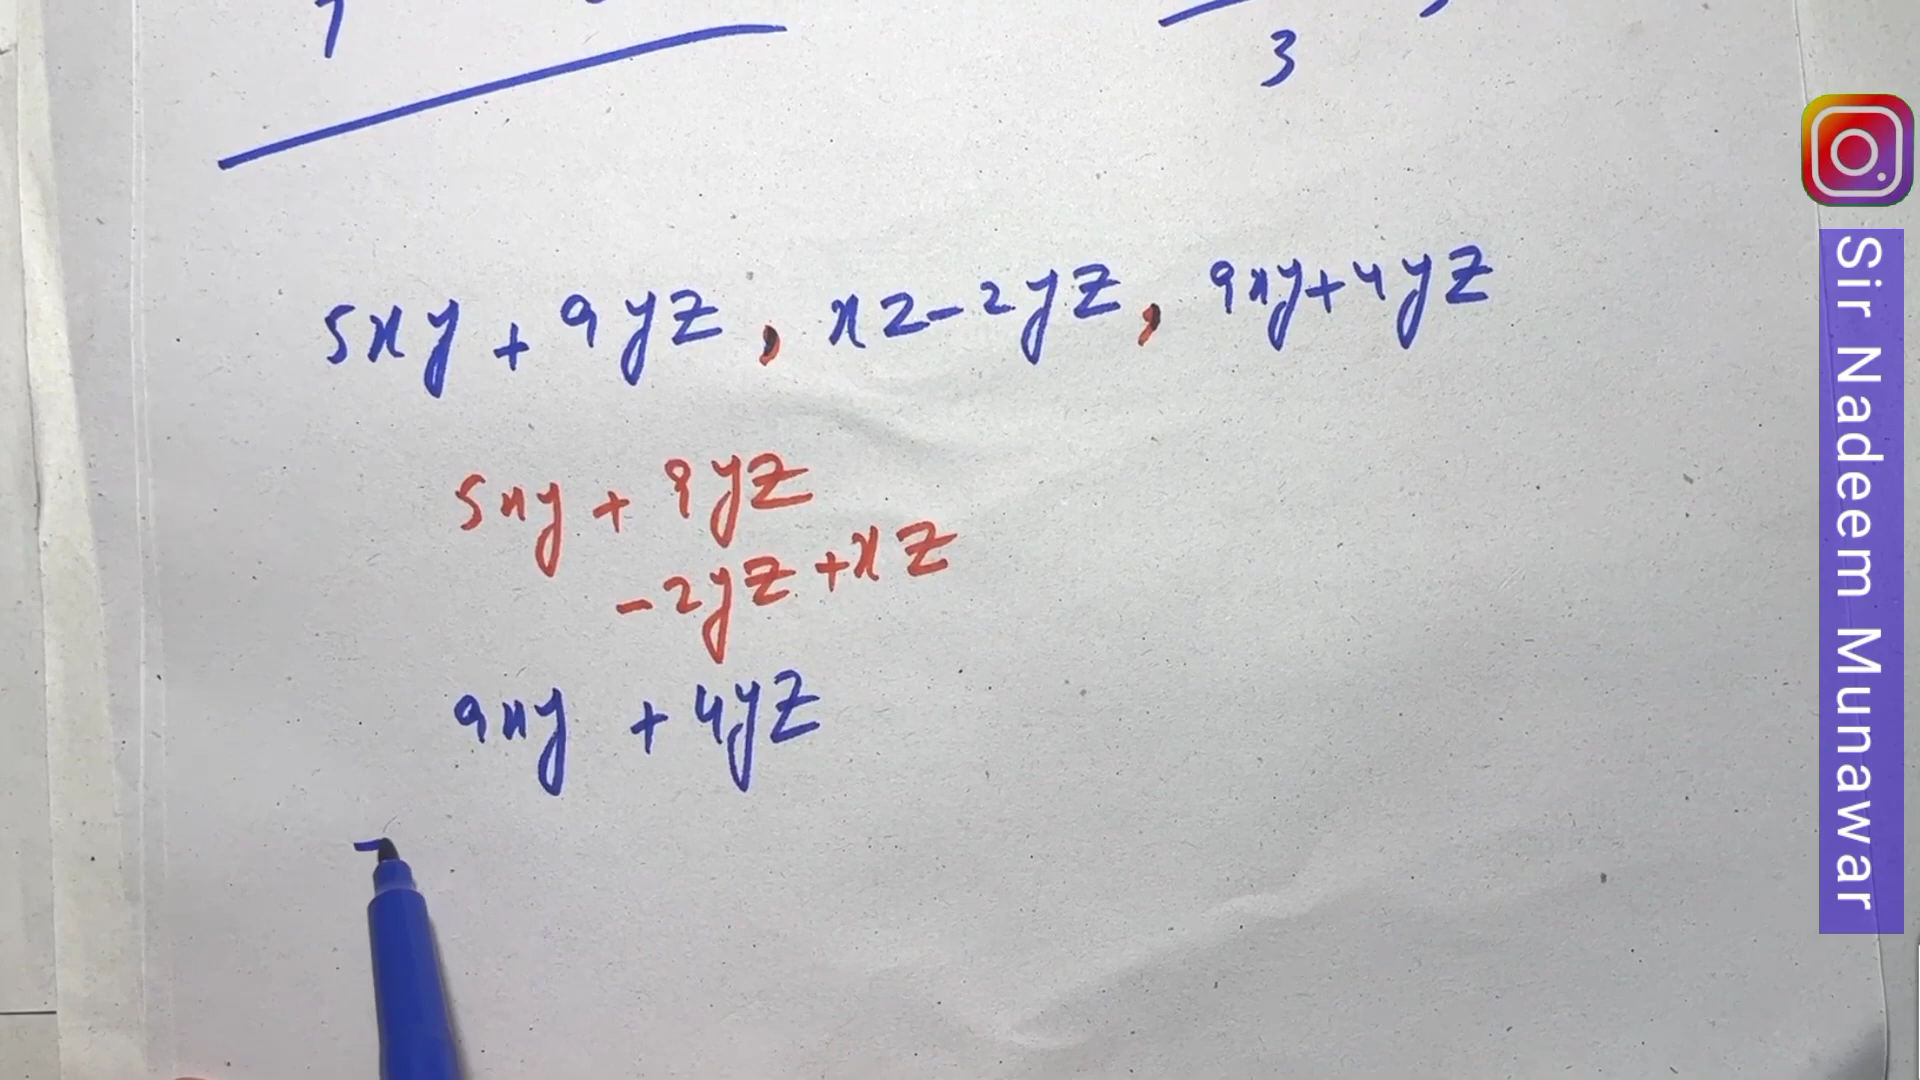 3
5xy + 9yz , xz - 2yz , 9xy + 4yz
5xy + 9yz
- 2yz + xz
9xy + 4yz
Sir Nadeem Munawar